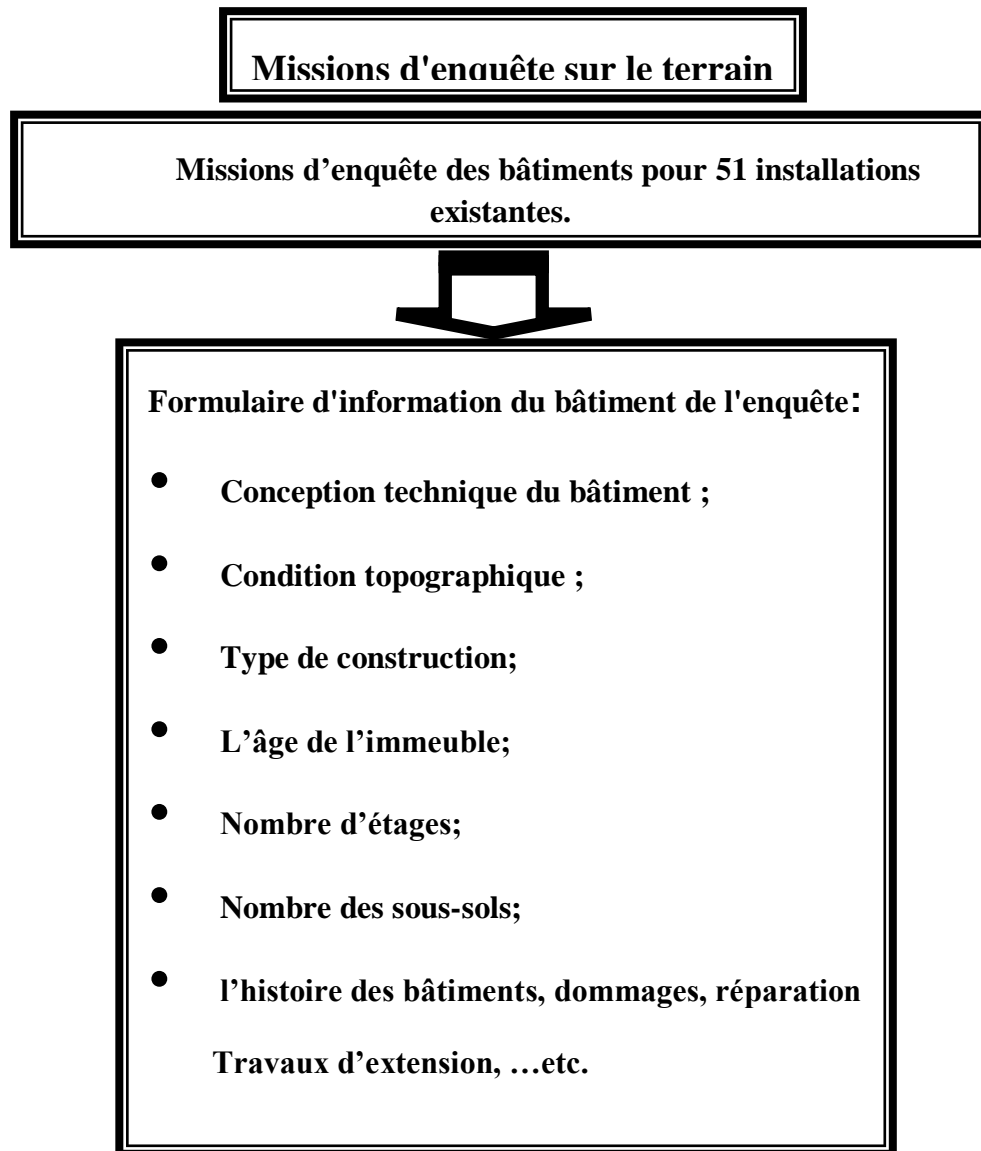 Missions d'enquête sur le terrain
Missions d’enquête des bâtiments pour 51 installations
existantes.
Formulaire d'information du bâtiment de l'enquête:
• Conception technique du bâtiment ;
• Condition topographique ;
• Type de construction;
• L’âge de l’immeuble;
• Nombre d’étages;
• Nombre des sous-sols;
• l’histoire des bâtiments, dommages, réparation
Travaux d’extension, …etc.